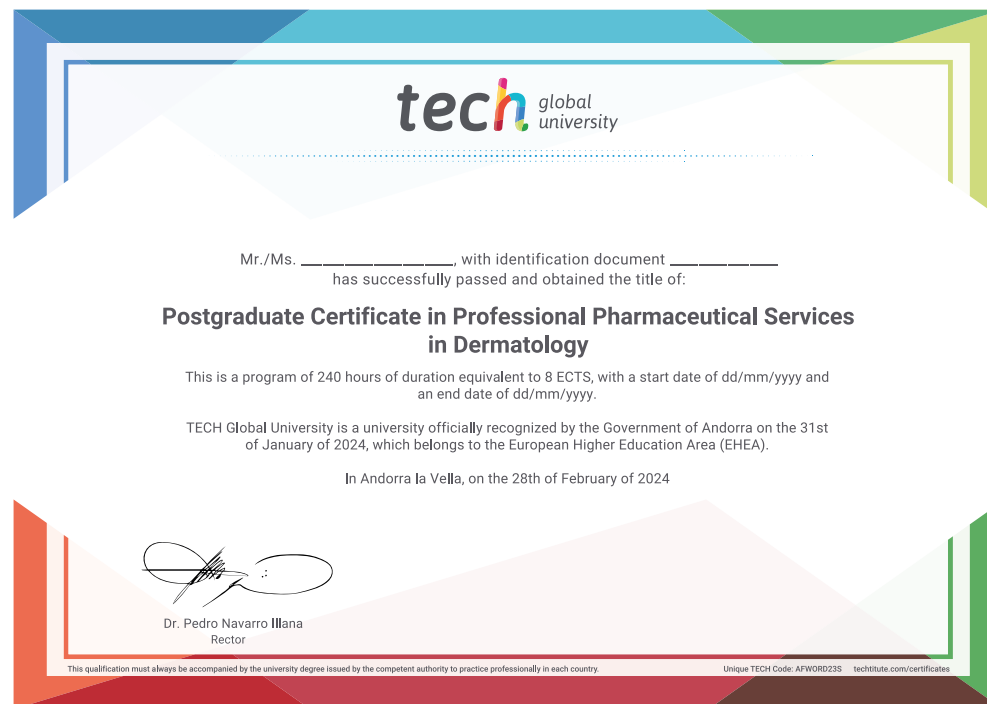 tech global university
Mr./Ms. ____________, with identification document ____________
has successfully passed and obtained the title of:
Postgraduate Certificate in Professional Pharmaceutical Services
in Dermatology
This is a program of 240 hours of duration equivalent to 8 ECTS, with a start date of dd/mm/yyyy and
an end date of dd/mm/yyyy.
TECH Global University is a university officially recognized by the Government of Andorra on the 31st
of January of 2024, which belongs to the European Higher Education Area (EHEA).
In Andorra la Vella, on the 28th of February of 2024
Dr. Pedro Navarro Illana
Rector
This qualification must always be accompanied by the university degree issued by the competent authority to practice professionally in each country.
Unique TECH Code: AFWORD23S techtitute.com/certificates